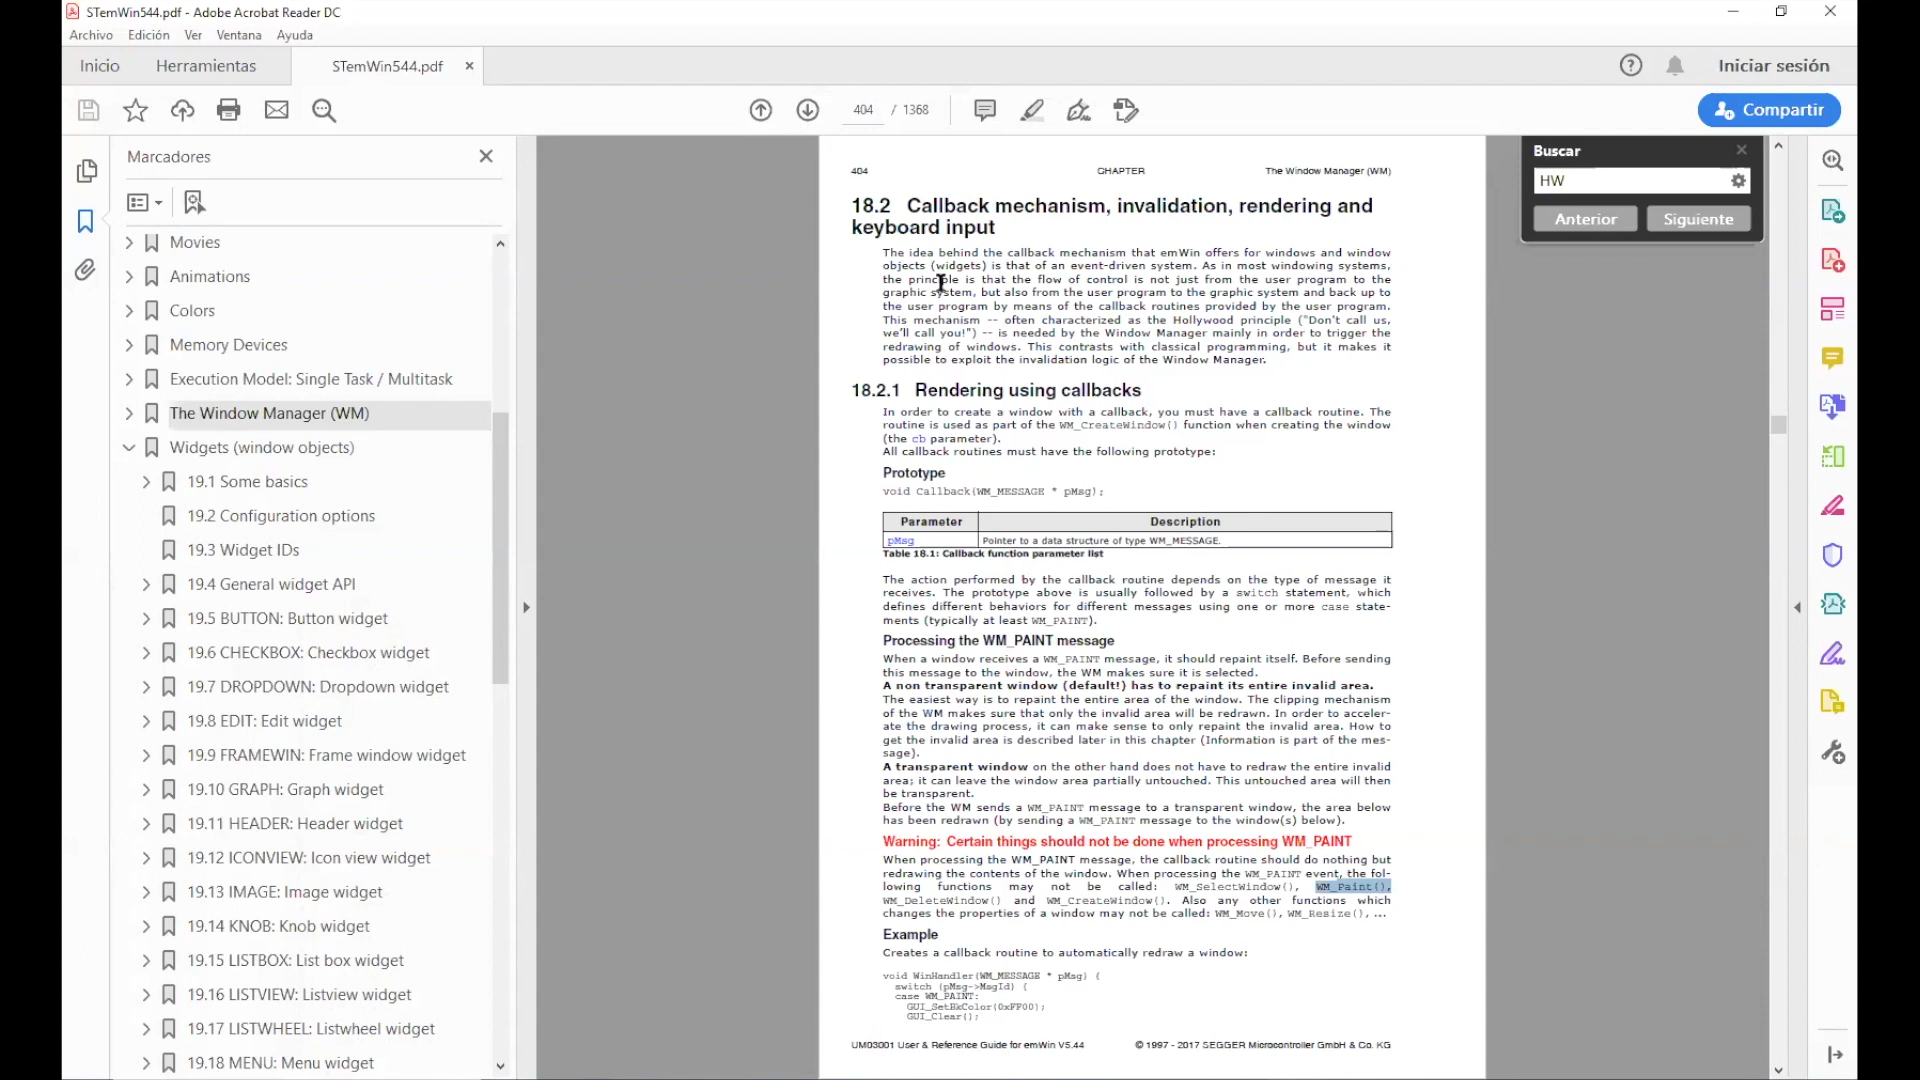 STemWin544.pdf - Adobe Acrobat Reader DC
Archivo Edición Ver Ventana Ayuda
Inicio Herramientas STemWin544.pdf × Iniciar sesión
404 / 1368 Compartir
Marcadores
Movies
Animations
Colors
Memory Devices
Execution Model: Single Task / Multitask
The Window Manager (WM)
Widgets (window objects)
19.1 Some basics
19.2 Configuration options
19.3 Widget IDs
19.4 General widget API
19.5 BUTTON: Button widget
19.6 CHECKBOX: Checkbox widget
19.7 DROPDOWN: Dropdown widget
19.8 EDIT: Edit widget
19.9 FRAMEWIN: Frame window widget
19.10 GRAPH: Graph widget
19.11 HEADER: Header widget
19.12 ICONVIEW: Icon view widget
19.13 IMAGE: Image widget
19.14 KNOB: Knob widget
19.15 LISTBOX: List box widget
19.16 LISTVIEW: Listview widget
19.17 LISTWHEEL: Listwheel widget
19.18 MENU: Menu widget
404 CHAPTER The Window Manager (WM)
18.2 Callback mechanism, invalidation, rendering and
keyboard input
The idea behind the callback mechanism that emWin offers for windows and window
objects (widgets) is that of an event-driven system. As in most windowing systems,
the principle is that the flow of control is not just from the user program to the
graphic system, but also from the user program to the graphic system and back up to
the user program by means of the callback routines provided by the user program.
This mechanism -- often characterized as the Hollywood principle ("Don't call us,
we'll call you!") -- is needed by the Window Manager mainly in order to trigger the
redrawing of windows. This contrasts with classical programming, but it makes it
possible to exploit the invalidation logic of the Window Manager.
18.2.1 Rendering using callbacks
In order to create a window with a callback, you must have a callback routine. The
routine is used as part of the WM_CreateWindow() function when creating the window
(the cb parameter).
All callback routines must have the following prototype:
Prototype
void Callback(WM_MESSAGE * pMsg);
Parameter Description
pMsg Pointer to a data structure of type WM_MESSAGE.
Table 18.1: Callback function parameter list
The action performed by the callback routine depends on the type of message it
receives. The prototype above is usually followed by a switch statement, which
defines different behaviors for different messages using one or more case state-
ments (typically at least WM_PAINT).
Processing the WM_PAINT message
When a window receives a WM_PAINT message, it should repaint itself. Before sending
this message to the window, the WM makes sure it is selected.
A non transparent window (default!) has to repaint its entire invalid area.
The easiest way is to repaint the entire area of the window. The clipping mechanism
of the WM makes sure that only the invalid area will be redrawn. In order to acceler-
ate the drawing process, it can make sense to only repaint the invalid area. How to
get the invalid area is described later in this chapter (Information is part of the mes-
sage).
A transparent window on the other hand does not have to redraw the entire invalid
area; it can leave the window area partially untouched. This untouched area will then
be transparent.
Before the WM sends a WM_PAINT message to a transparent window, the area below
has been redrawn (by sending a WM_PAINT message to the window(s) below).
Warning: Certain things should not be done when processing WM_PAINT
When processing the WM_PAINT message, the callback routine should do nothing but
redrawing the contents of the window. When processing the WM_PAINT event, the fol-
lowing functions may not be called: WM_SelectWindow(), WM_Paint(),
WM_DeleteWindow() and WM_CreateWindow(). Also any other functions which
changes the properties of a window may not be called: WM_Move(), WM_Resize(), ...
Example
Creates a callback routine to automatically redraw a window:
void WinHandler(WM_MESSAGE * pMsg) {
switch (pMsg->MsgId) {
case WM_PAINT:
GUI_SetBkColor(0xFF00);
GUI_Clear();
UM03001 User & Reference Guide for emWin V5.44 © 1997 - 2017 SEGGER Microcontroller GmbH & Co. KG
Buscar
HW
Anterior Siguiente